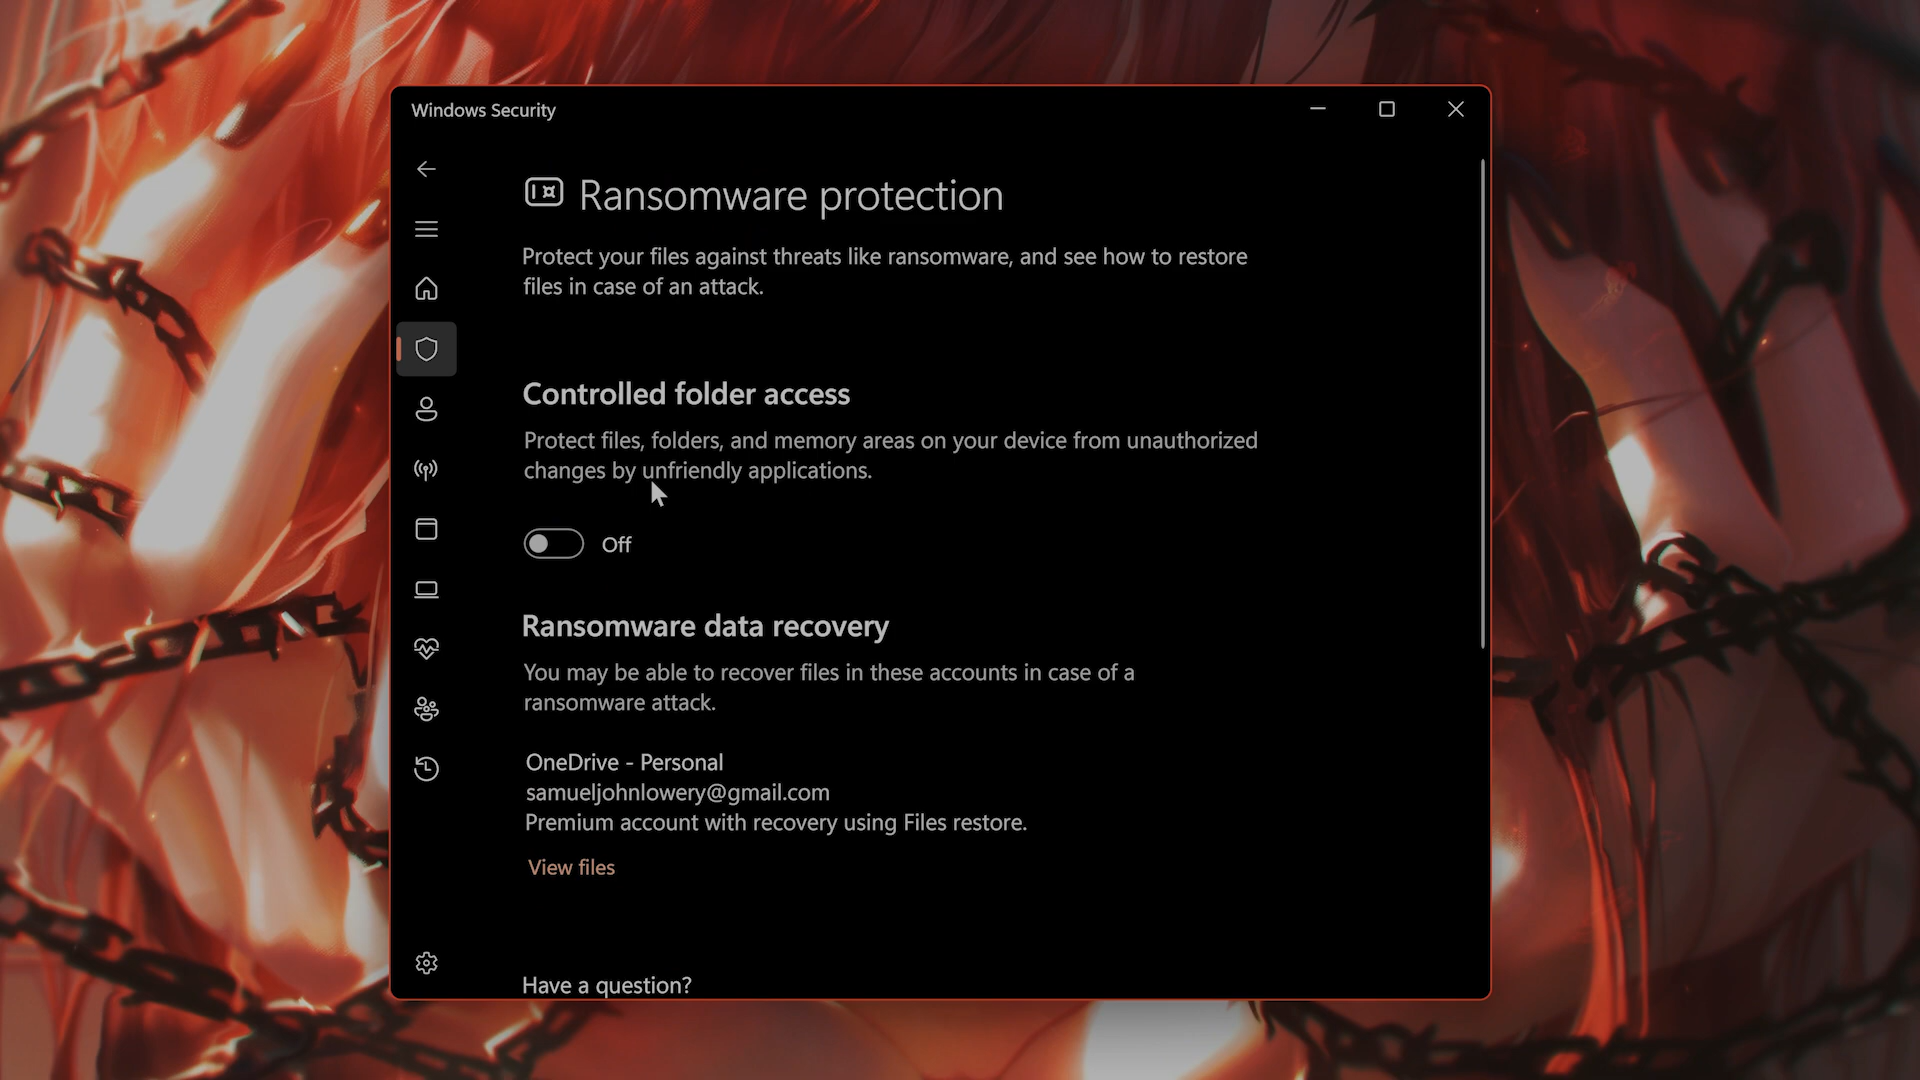 Windows Security
Ransomware protection
Protect your files against threats like ransomware, and see how to restore
files in case of an attack.
Controlled folder access
Protect files, folders, and memory areas on your device from unauthorized
changes by unfriendly applications.
Off
Ransomware data recovery
You may be able to recover files in these accounts in case of a
ransomware attack.
OneDrive - Personal
samueljohnlowery@gmail.com
Premium account with recovery using Files restore.
View files
Have a question?